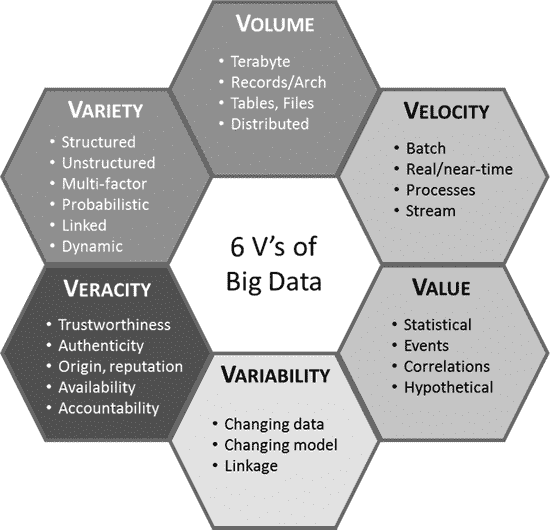 VOLUME
• Terabyte
• Records/Arch
• Tables, Files
• Distributed
VARIETY
• Structured
• Unstructured
• Multi-factor
• Probabilistic
• Linked
• Dynamic
VELOCITY
• Batch
• Real/near-time
• Processes
• Stream
6 V's of
Big Data
VERACITY
• Trustworthiness
• Authenticity
• Origin, reputation
• Availability
• Accountability
VALUE
• Statistical
• Events
• Correlations
• Hypothetical
VARIABILITY
• Changing data
• Changing model
• Linkage